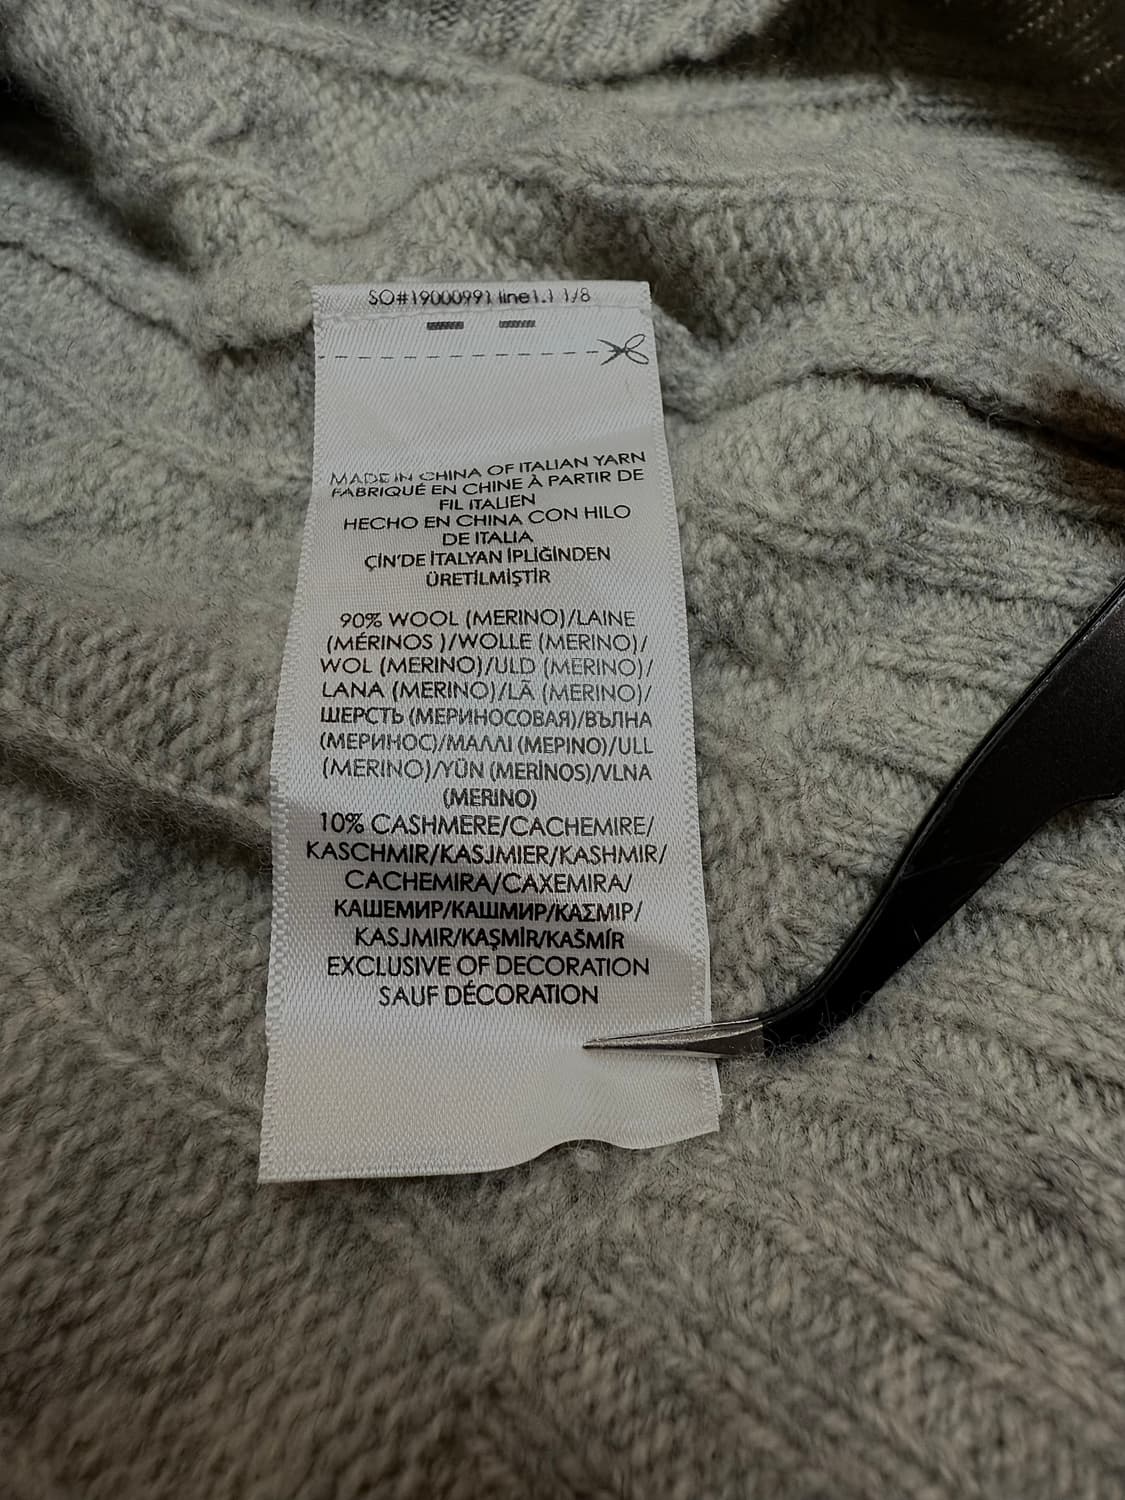 SO#19000991 line1.1 1/8
MADE IN CHINA OF ITALIAN YARN
FABRIQUÉ EN CHINE À PARTIR DE
FIL ITALIEN
HECHO EN CHINA CON HILO
DE ITALIA
ÇİN'DE İTALYAN İPLİĞİNDEN
ÜRETİLMİŞTİR
90% WOOL (MERINO)/LAINE
(MÉRINOS )/WOLLE (MERINO)/
WOL (MERINO)/ULD (MERINO)/
LANA (MERINO)/LÃ (MERINO)/
ШЕРСТЬ (МЕРИНОСОВАЯ)/ВЪЛНА
(МЕРИНОС)/ΜΑΛΛΙ (ΜΕΡΙΝΟ)/ULL
(MERINO)/YÜN (MERİNOS)/VLNA
(MERINO)
10% CASHMERE/CACHEMIRE/
KASCHMIR/KASJMIER/KASHMIR/
CACHEMIRA/CAXEMIRA/
КАШЕМИР/КАШМИР/ΚΑΣΜΙΡ/
KASJMIR/KAŞMİR/KAŠMÍR
EXCLUSIVE OF DECORATION
SAUF DÉCORATION